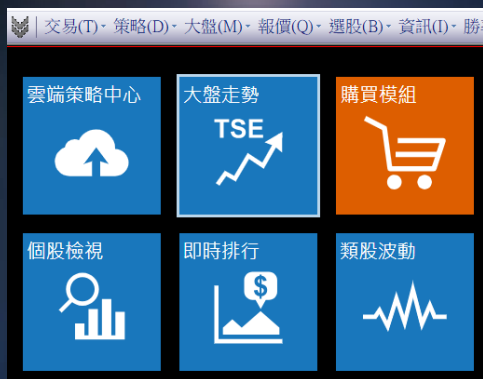 交易(T) 策略(D) 大盤(M) 報價(Q) 選股(B) 資訊(I)
雲端策略中心 大盤走勢 購買模組
TSE
$
個股檢視 即時排行 類股波動